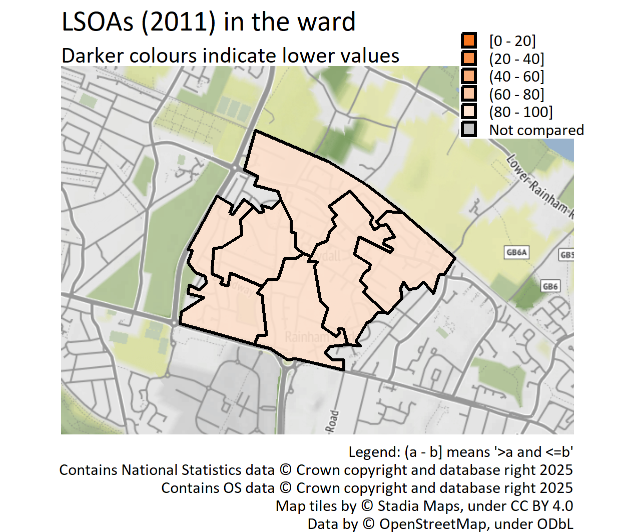 LSOAs (2011) in the ward
Darker colours indicate lower values
[0 - 20]
(20 - 40]
(40 - 60]
(60 - 80]
(80 - 100]
Not compared
Lower-Rainham-R
GB6A
GBS
GB6
Rainham
-Road
Legend: (a - b] means '>a and <=b'
Contains National Statistics data © Crown copyright and database right 2025
Contains OS data © Crown copyright and database right 2025
Map tiles by © Stadia Maps, under CC BY 4.0
Data by © OpenStreetMap, under ODbL